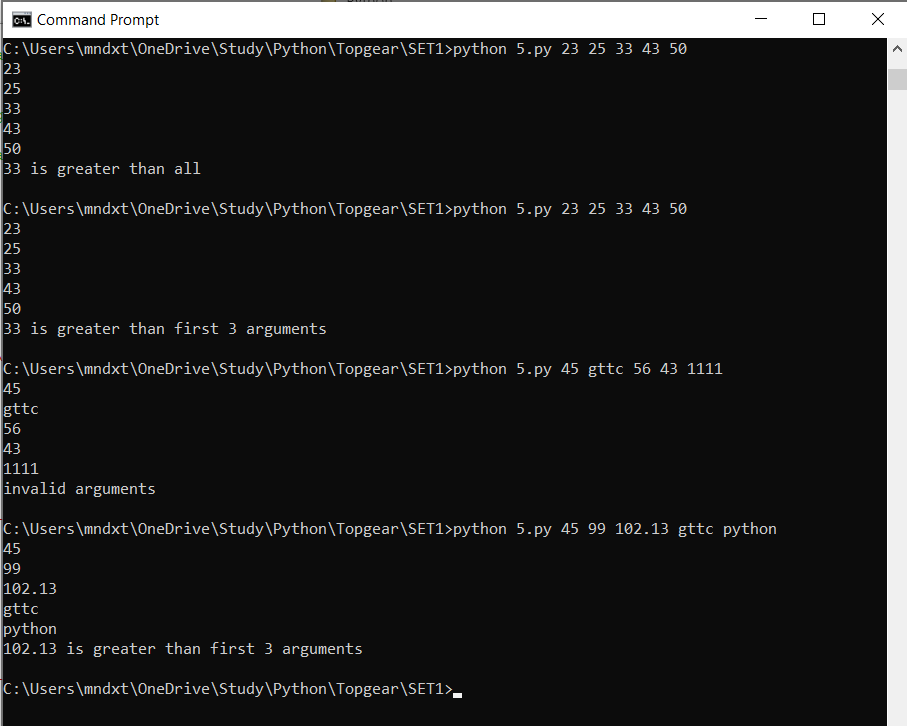 Command Prompt
C:\Users\mndxt\OneDrive\Study\Python\Topgear\SET1>python 5.py 23 25 33 43 50
23
25
33
43
50
33 is greater than all
C:\Users\mndxt\OneDrive\Study\Python\Topgear\SET1>python 5.py 23 25 33 43 50
23
25
33
43
50
33 is greater than first 3 arguments
C:\Users\mndxt\OneDrive\Study\Python\Topgear\SET1>python 5.py 45 gttc 56 43 1111
45
gttc
56
43
1111
invalid arguments
C:\Users\mndxt\OneDrive\Study\Python\Topgear\SET1>python 5.py 45 99 102.13 gttc python
45
99
102.13
gttc
python
102.13 is greater than first 3 arguments
C:\Users\mndxt\OneDrive\Study\Python\Topgear\SET1>